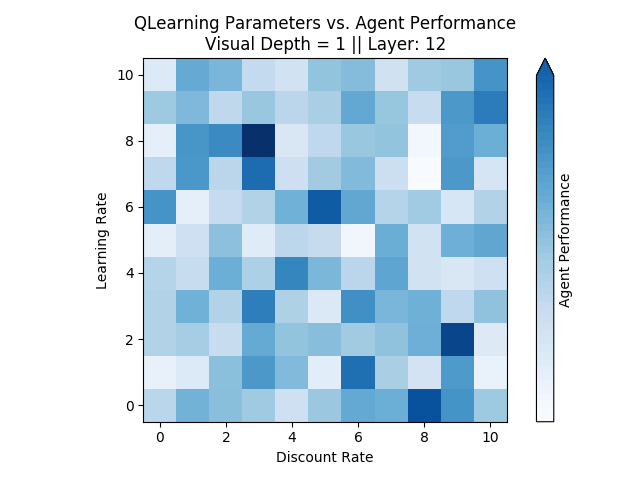 QLearning Parameters vs. Agent Performance
Visual Depth = 1 || Layer: 12
10
8
6
4
2
0
Learning Rate
0 2 4 6 8 10
Discount Rate
Agent Performance